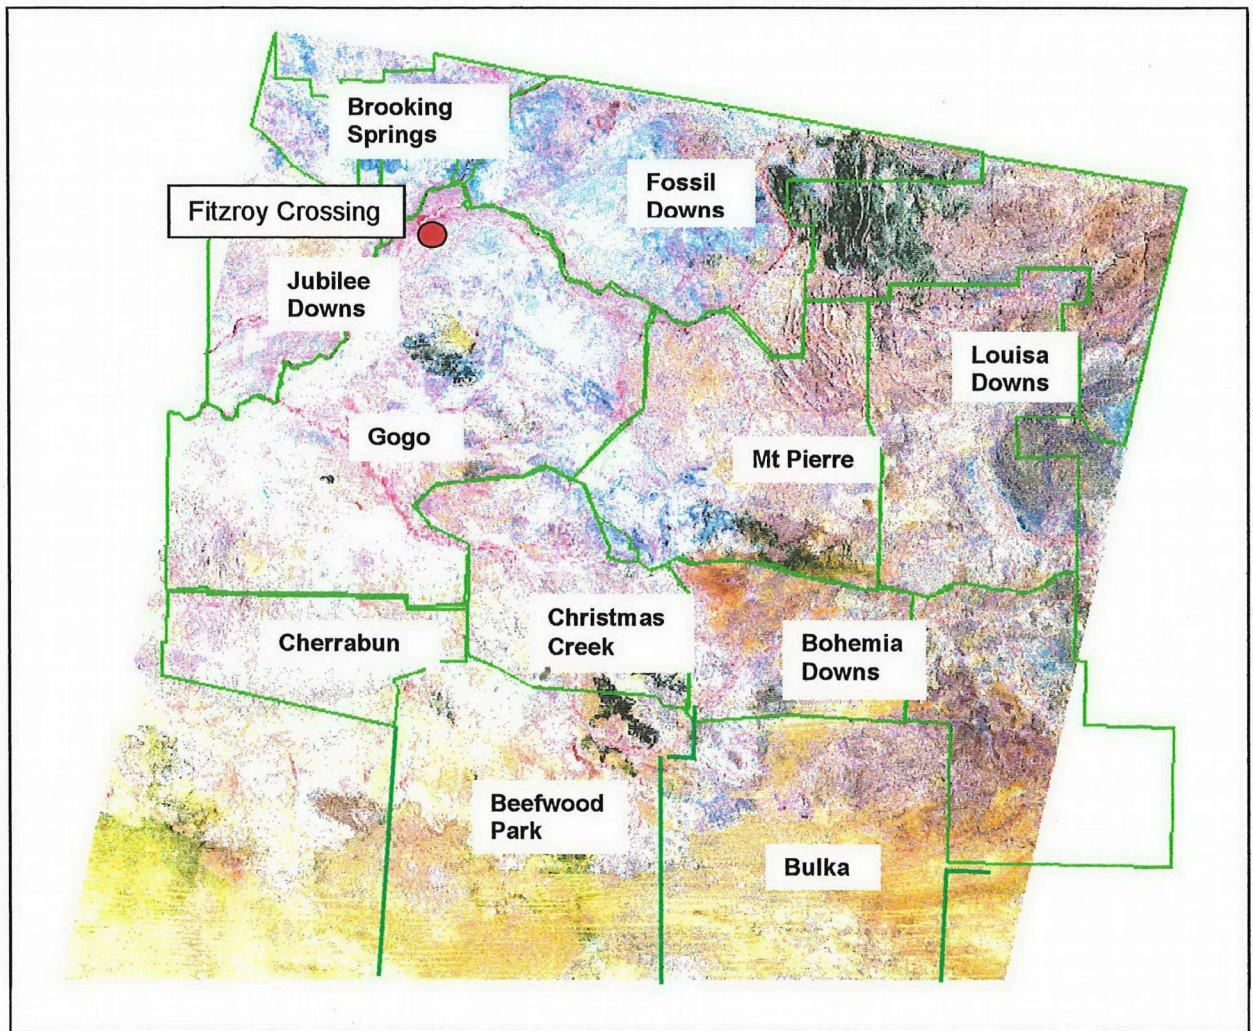 Brooking
Springs
Fossil
Downs
Fitzroy Crossing
Jubilee
Downs
Louisa
Downs
Gogo
Mt Pierre
Christmas
Creek
Cherrabun
Bohemia
Downs
Beefwood
Park
Bulka